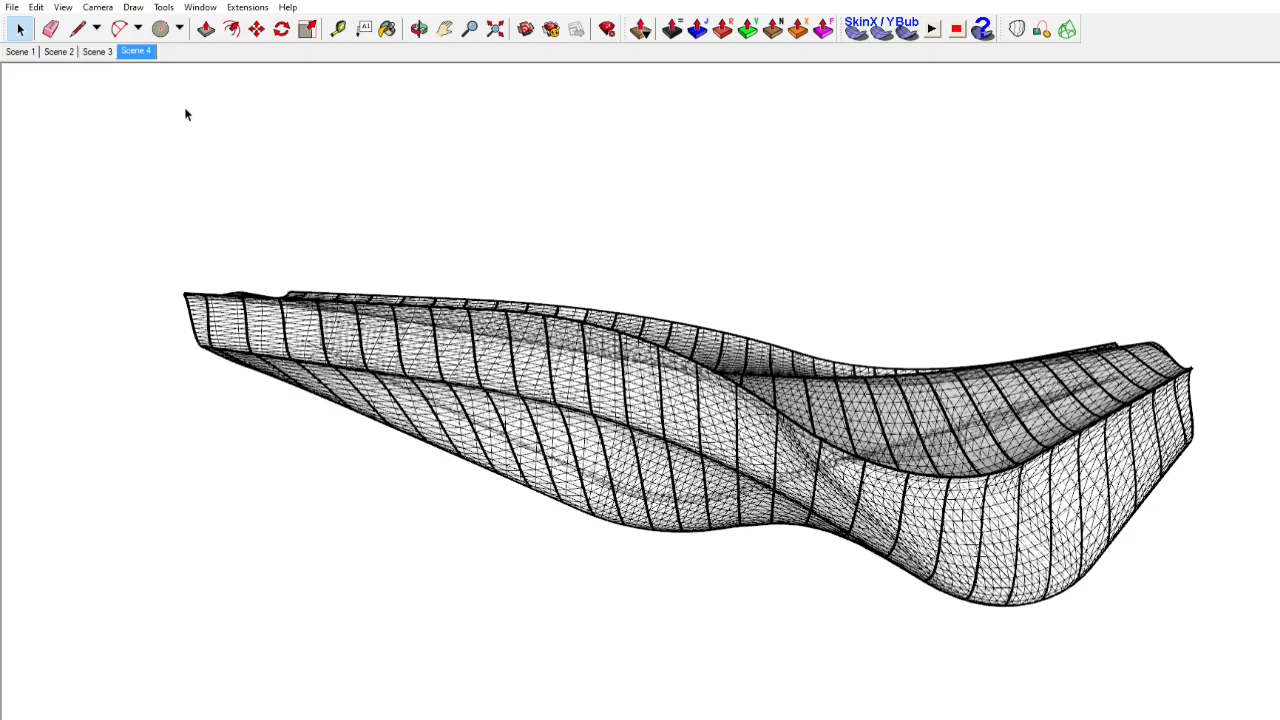 File Edit View Camera Draw Tools Window Extensions Help
A1 = J R V N X F SkinX / YBub ?
Scene 1 Scene 2 Scene 3 Scene 4